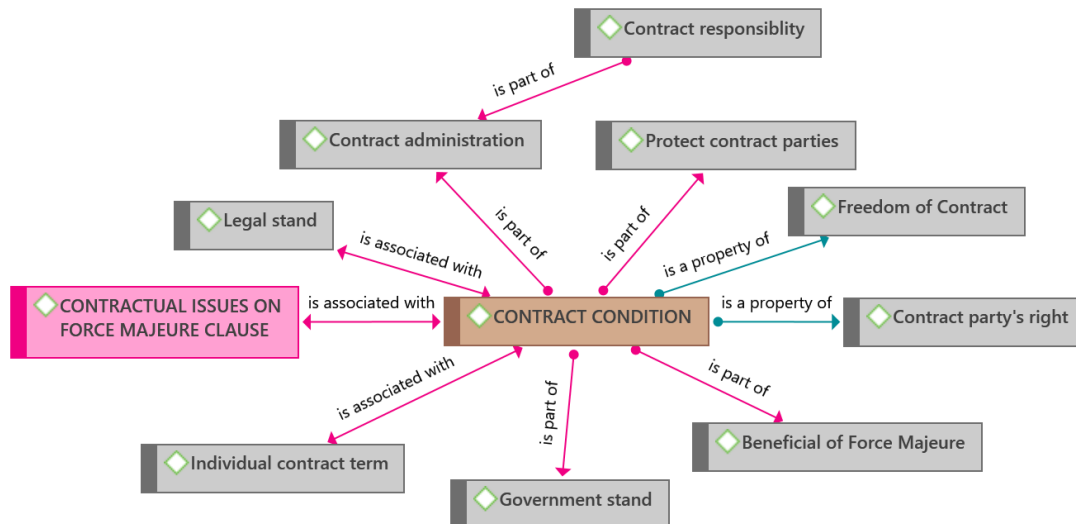 Contract responsiblity
is part of
Contract administration
Protect contract parties
is part of
is part of
Legal stand
Freedom of Contract
is associated with
is a property of
CONTRACTUAL ISSUES ON
FORCE MAJEURE CLAUSE
is associated with
CONTRACT CONDITION
is a property of
Contract party's right
is associated with
is part of
is part of
Individual contract term
Beneficial of Force Majeure
Government stand